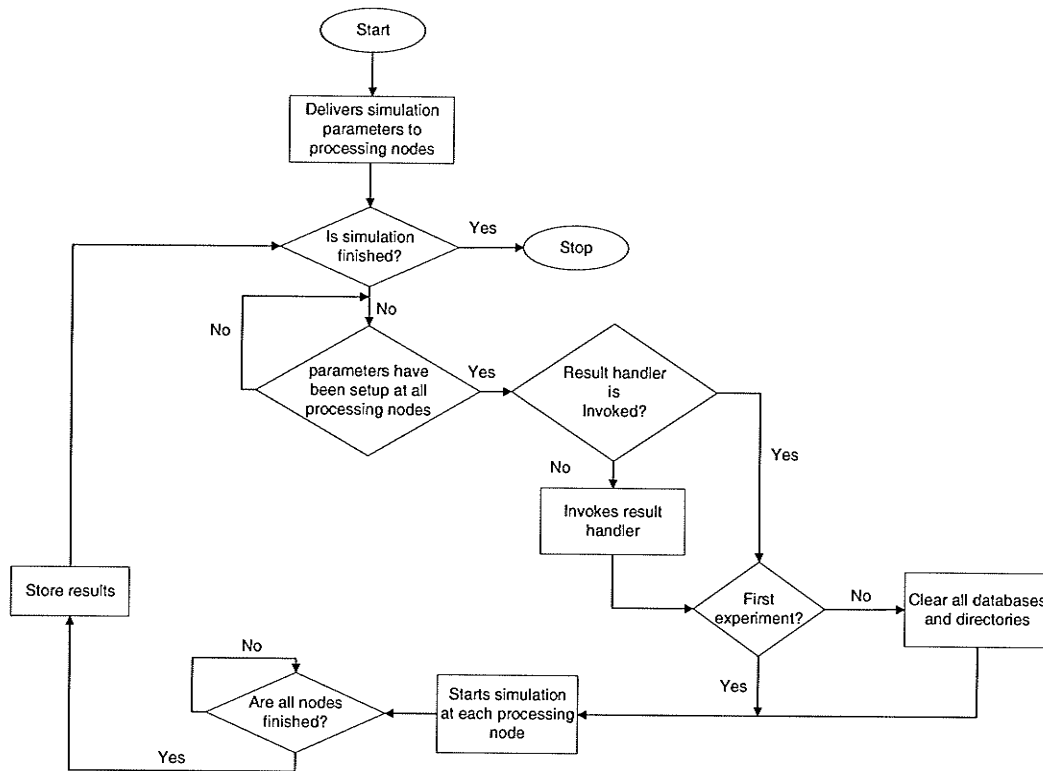 Start
Delivers simulation
parameters to
processing nodes
Is simulation
finished?
Yes
Stop
No
No
parameters have
been setup at all
processing nodes
Yes
Result handler
is
Invoked?
Yes
No
Invokes result
handler
Store results
First
experiment?
No
Clear all databases
and directories
Yes
No
Are all nodes
finished?
Starts simulation
at each processing
node
Yes